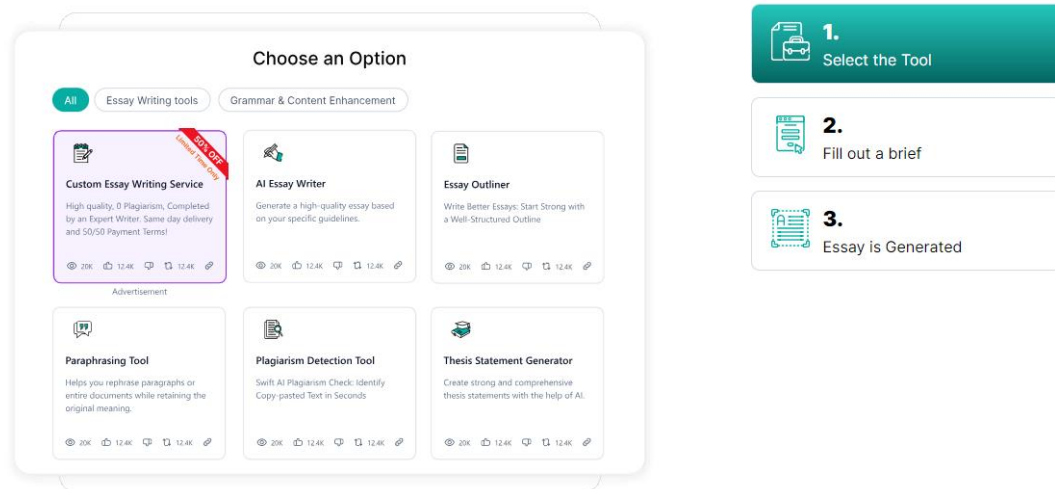 Choose an Option
All
Essay Writing tools
Grammar & Content Enhancement
50% OFF
Limited Time Only
Custom Essay Writing Service
High quality, 0 Plagiarism, Completed
by an Expert Writer. Same day delivery
and 50/50 Payment Terms!
20K 12.4K 12.4K
Advertisement
AI Essay Writer
Generate a high-quality essay based
on your specific guidelines.
20K 12.4K 12.4K
Essay Outliner
Write Better Essays: Start Strong with
a Well-Structured Outline
20K 12.4K 12.4K
Paraphrasing Tool
Helps you rephrase paragraphs or
entire documents while retaining the
original meaning.
20K 12.4K 12.4K
Plagiarism Detection Tool
Swift AI Plagiarism Check: Identify
Copy-pasted Text in Seconds
20K 12.4K 12.4K
Thesis Statement Generator
Create strong and comprehensive
thesis statements with the help of AI.
20K 12.4K 12.4K
1.
Select the Tool
2.
Fill out a brief
3.
Essay is Generated